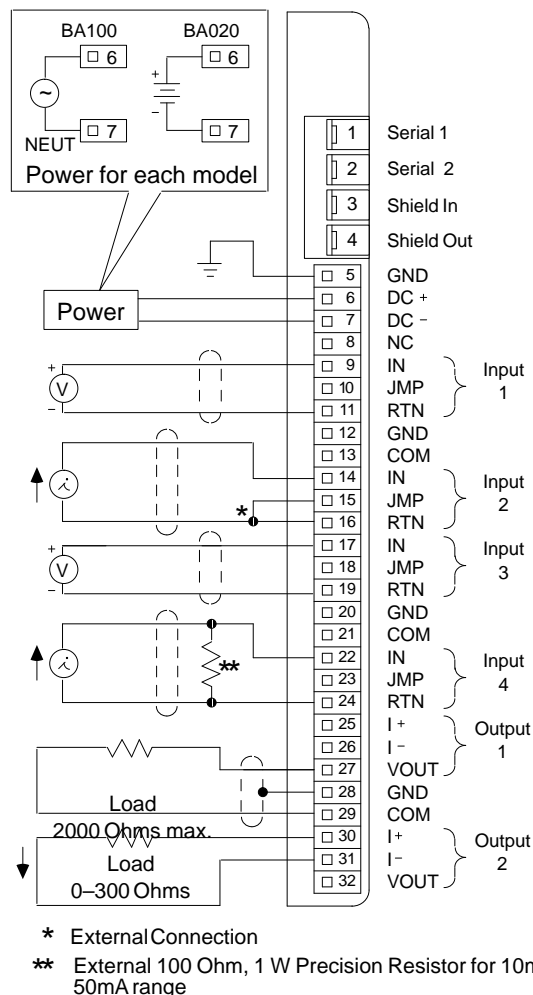 BA100 BA020
6 6
+
~
−
NEUT 7 7
Power for each model
1 Serial 1
2 Serial 2
3 Shield In
4 Shield Out
5 GND
Power 6 DC +
7 DC −
8 NC
+ 9 IN
V 10 JMP Input 1
− 11 RTN
12 GND
13 COM
14 IN
i 15 JMP Input 2
* 16 RTN
+ 17 IN
V 18 JMP Input 3
− 19 RTN
20 GND
21 COM
22 IN
i ** 23 JMP Input 4
24 RTN
25 I +
26 I − Output 1
27 VOUT
28 GND
Load 29 COM
2000 Ohms max. 30 I+
Load 31 I− Output 2
0–300 Ohms 32 VOUT
* External Connection
** External 100 Ohm, 1 W Precision Resistor for
50mA range